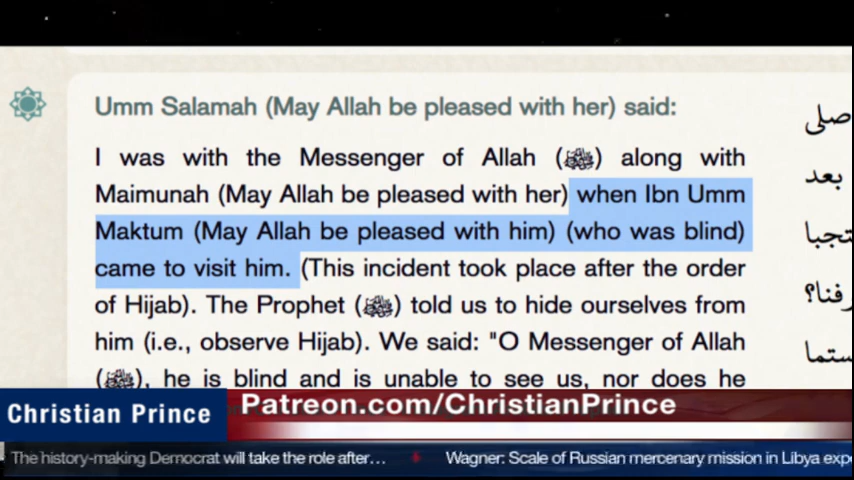 Umm Salamah (May Allah be pleased with her) said:
I was with the Messenger of Allah (ﷺ) along with
Maimunah (May Allah be pleased with her) when Ibn Umm
Maktum (May Allah be pleased with him) (who was blind)
came to visit him. (This incident took place after the order
of Hijab). The Prophet (ﷺ) told us to hide ourselves from
him (i.e., observe Hijab). We said: "O Messenger of Allah
(ﷺ), he is blind and is unable to see us, nor does he
صلى
بعد
Christian Prince
Patreon.com/ChristianPrince
The history-making Democrat will take the role after… Wagner: Scale of Russian mercenary mission in Libya exp